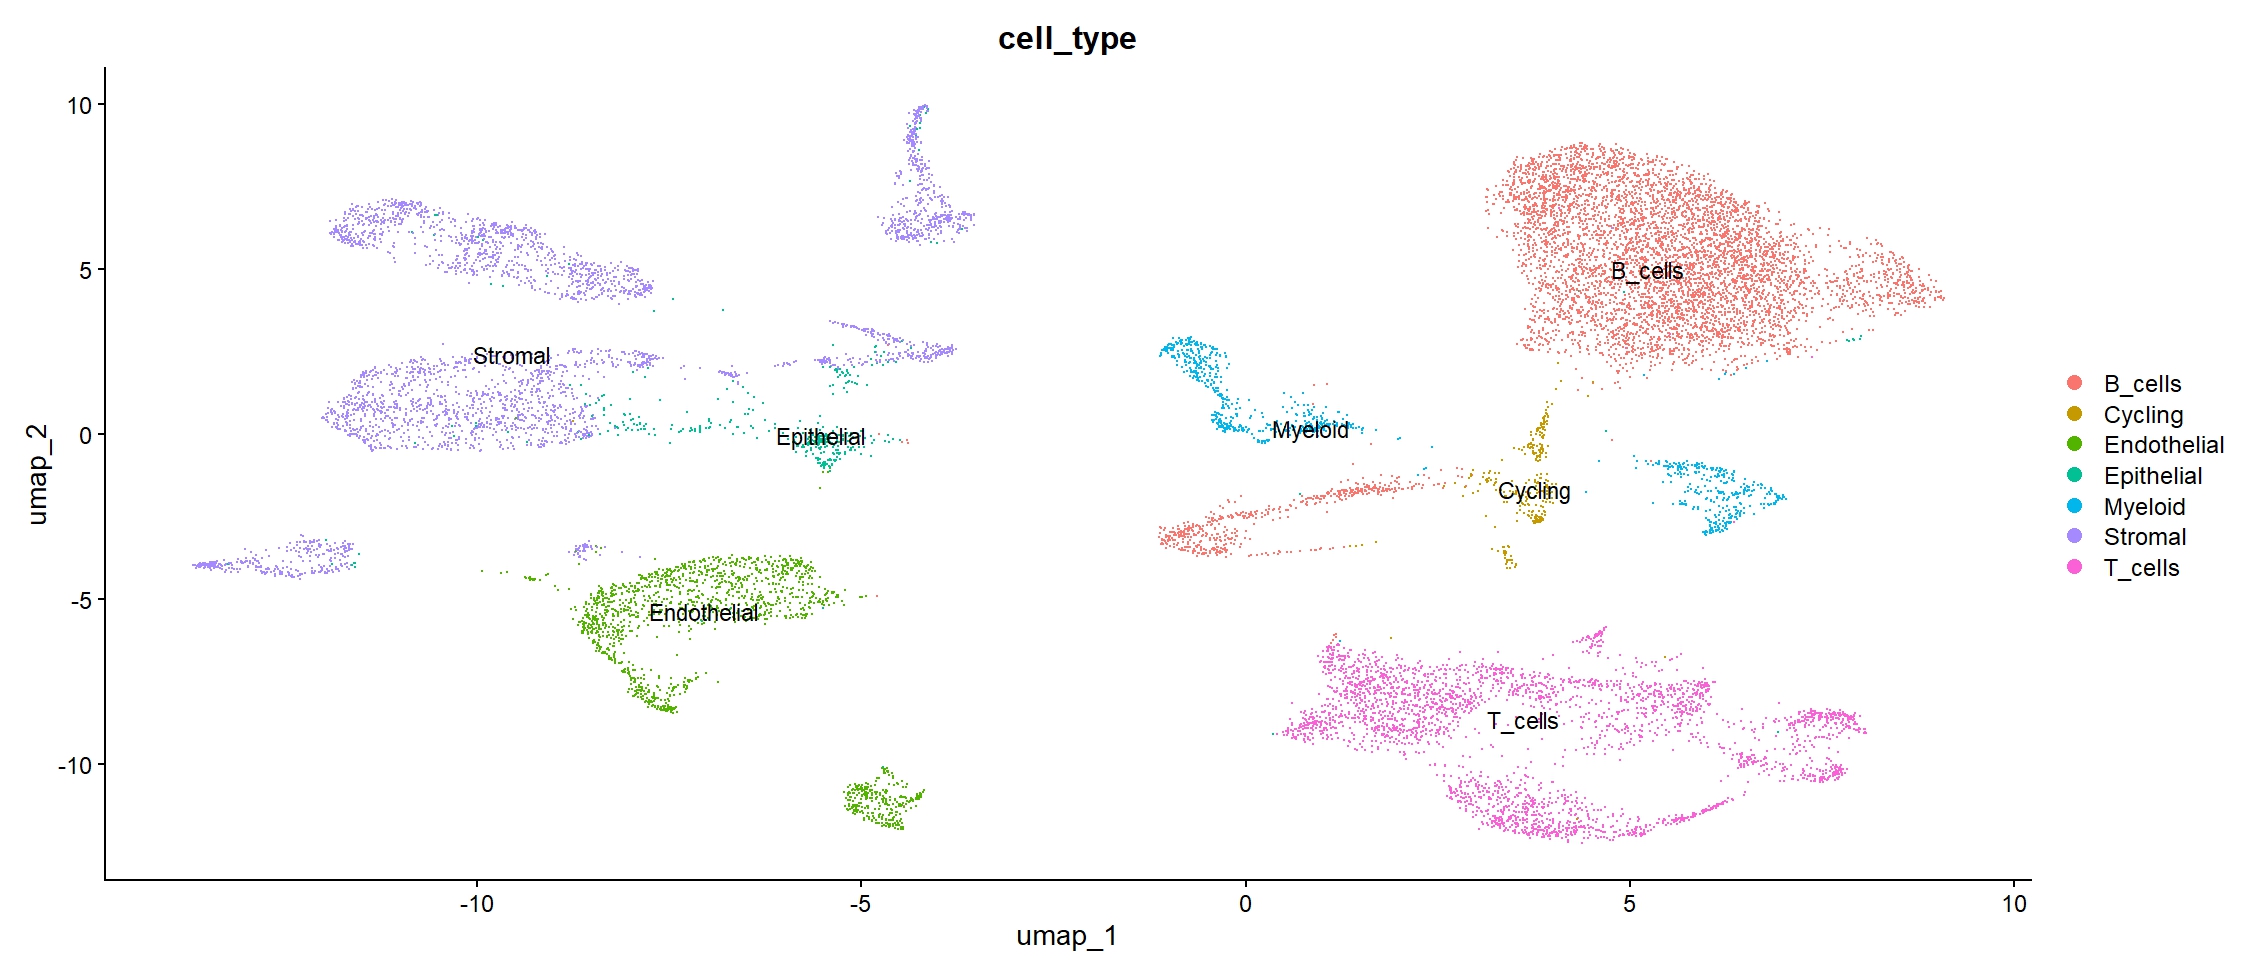 cell_type
10
5
0
-5
-10
umap_2
B_cells
Stromal
Epithelial
Myeloid
Cycling
Endothelial
T_cells
B_cells
Cycling
Endothelial
Epithelial
Myeloid
Stromal
T_cells
-10 -5 0 5 10
umap_1